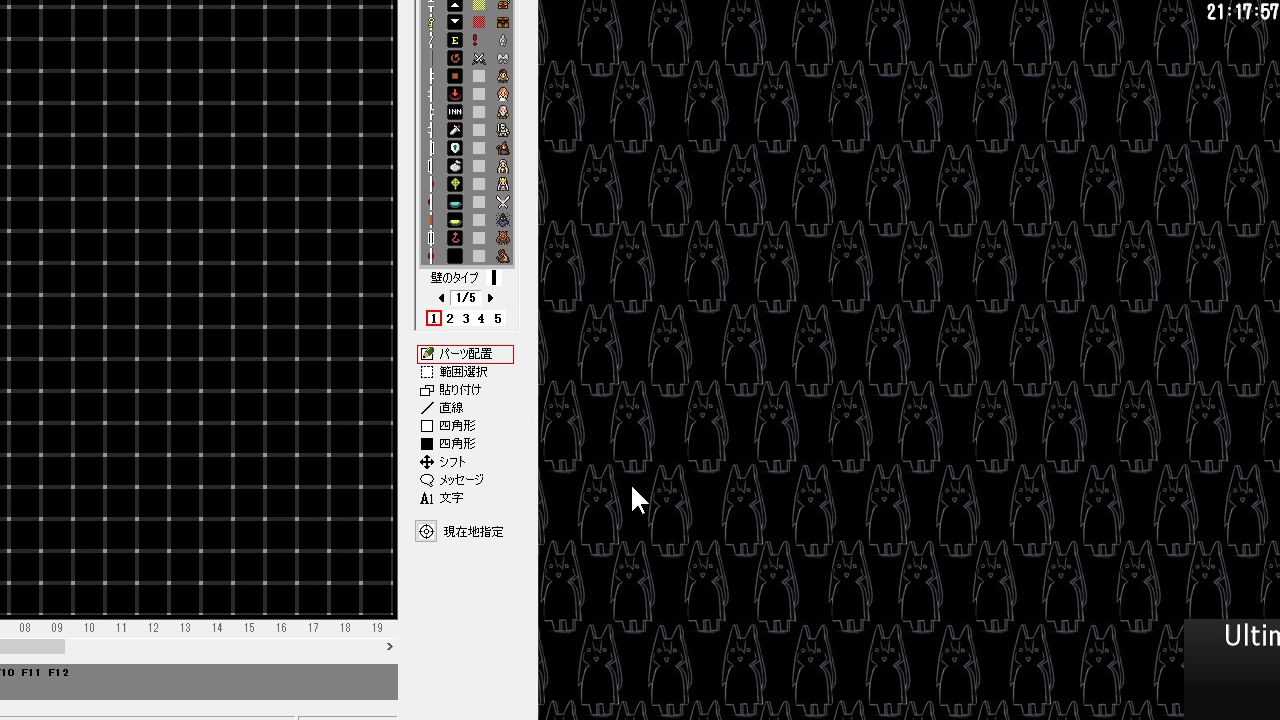 21:17:57
E
INN
壁のタイプ
1/5
1 2 3 4 5
パーツ配置
範囲選択
貼り付け
直線
四角形
四角形
シフト
メッセージ
A1 文字
現在地指定
08 09 10 11 12 13 14 15 16 17 18 19
F11 F12